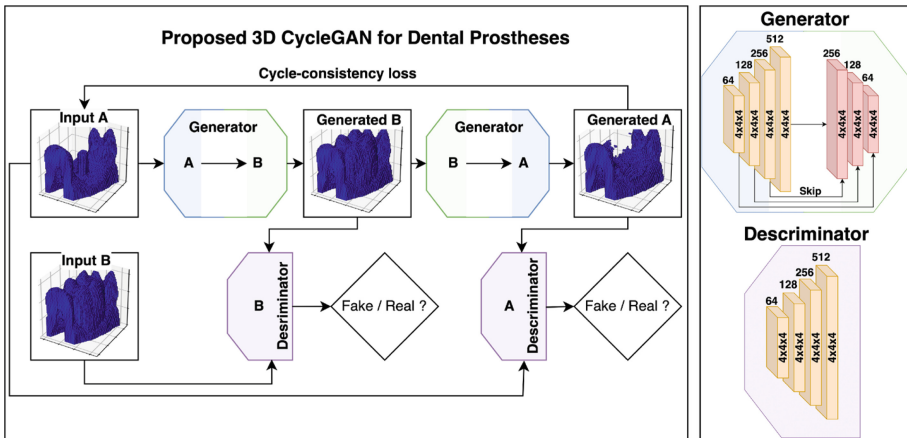 Proposed 3D CycleGAN for Dental Prostheses
Cycle-consistency loss
Input A
Generator
A
B
Generated B
Generator
B
A
Generated A
Input B
B
Desriminator
Fake / Real ?
A
Descriminator
Fake / Real ?
Generator
64
128
256
512
4x4x4
4x4x4
4x4x4
4x4x4
256
128
64
4x4x4
4x4x4
4x4x4
Skip
Descriminator
64
128
256
512
4x4x4
4x4x4
4x4x4
4x4x4